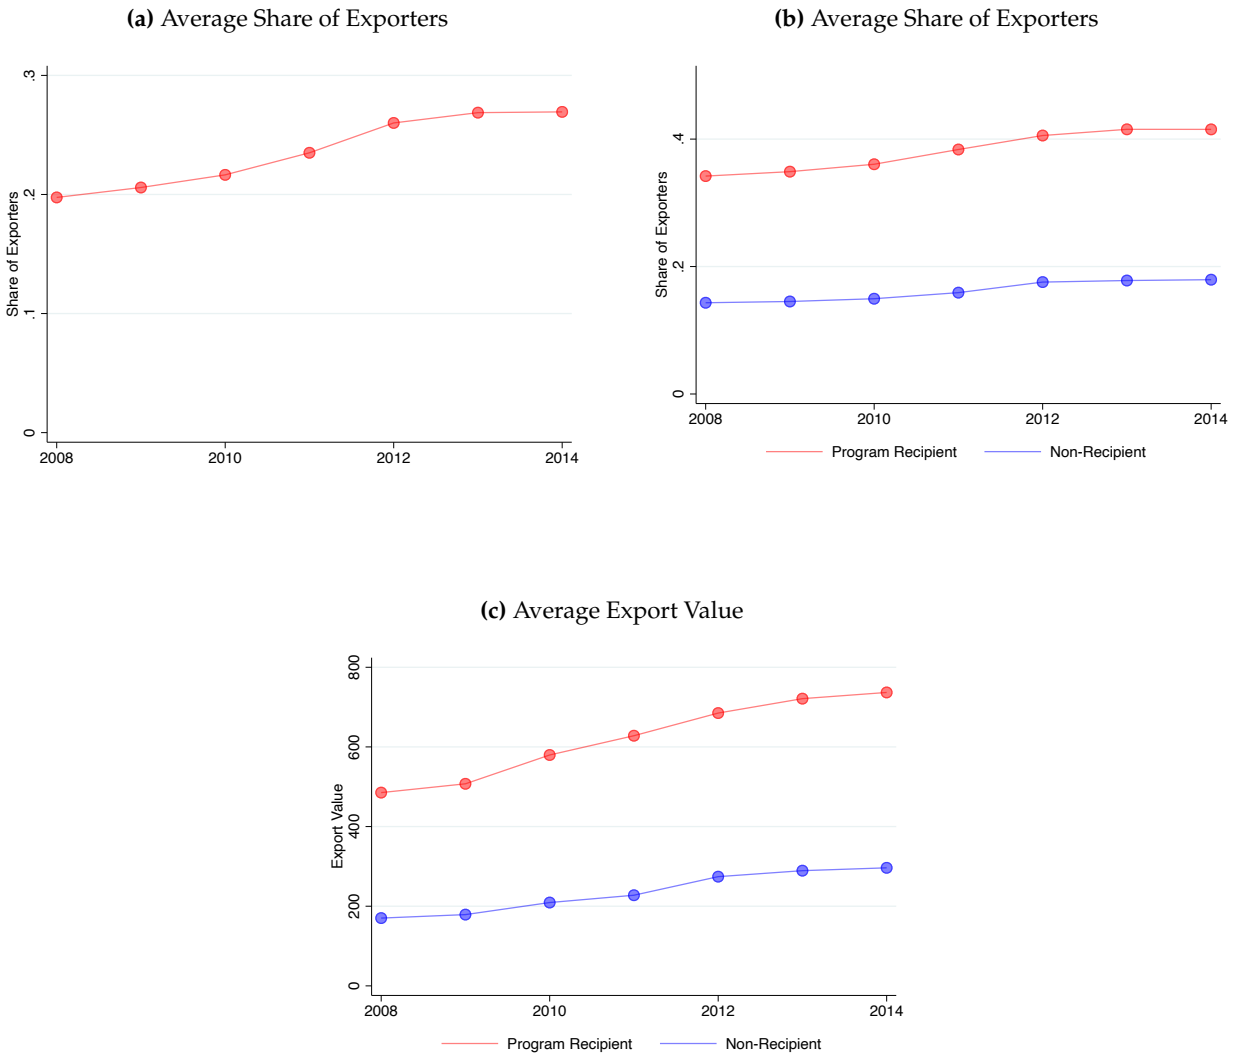 (a) Average Share of Exporters
.3
.2
.1
0
Share of Exporters
2008 2010 2012 2014
(b) Average Share of Exporters
.4
.2
0
Share of Exporters
2008 2010 2012 2014
Program Recipient Non-Recipient
(c) Average Export Value
800
600
400
200
0
Export Value
2008 2010 2012 2014
Program Recipient Non-Recipient